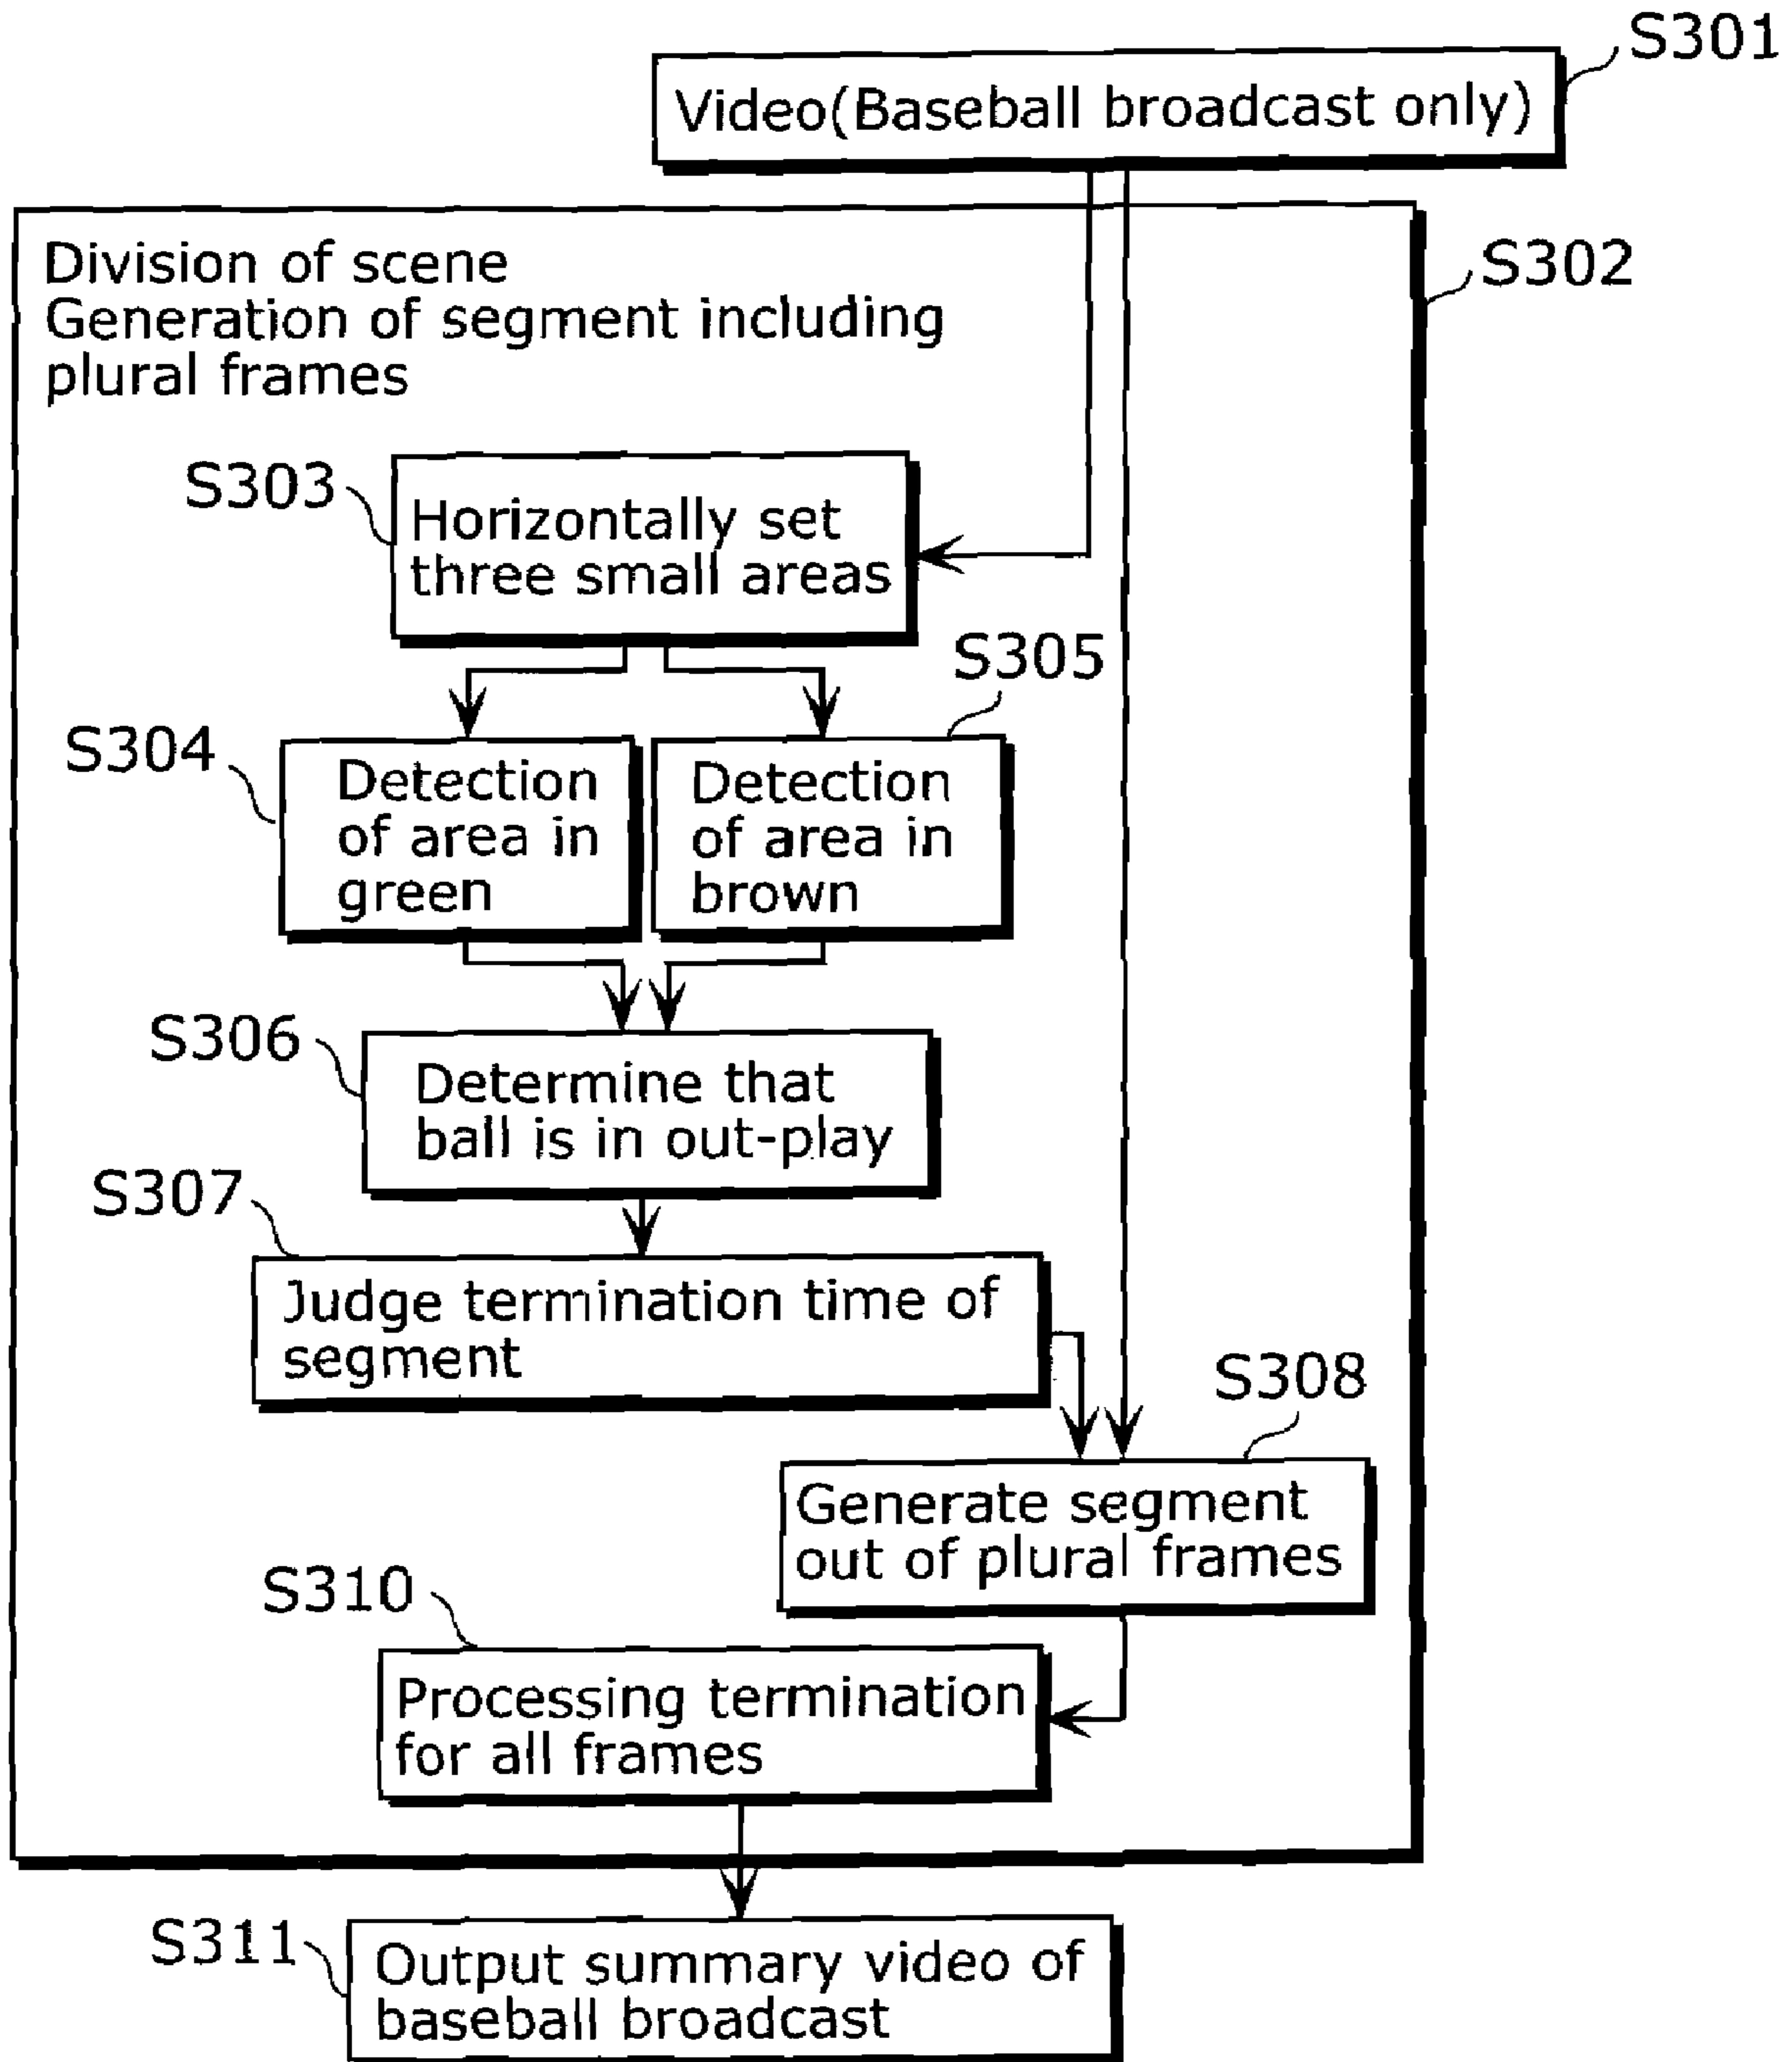 S301
Video(Baseball broadcast only)
S302
Division of scene
Generation of segment including
plural frames
S303
Horizontally set
three small areas
S305
S304
Detection
of area in
green
Detection
of area in
brown
S306
Determine that
ball is in out-play
S307
Judge termination time of
segment
S308
Generate segment
out of plural frames
S310
Processing termination
for all frames
S311
Output summary video of
baseball broadcast